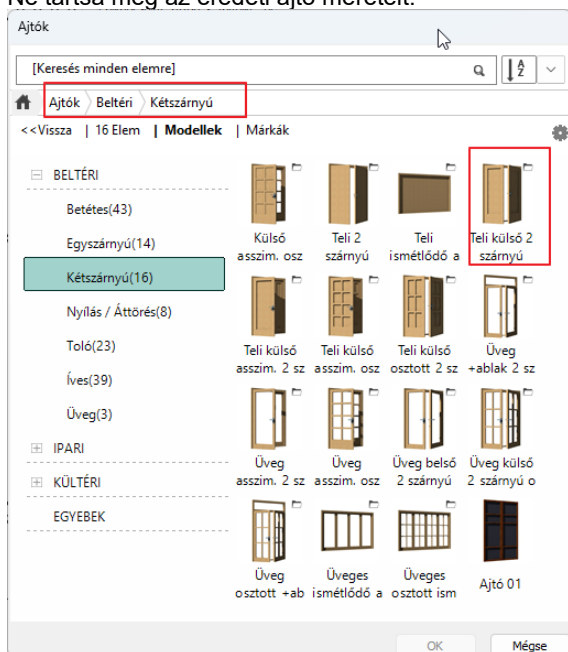 Ne tartsa meg az eredeti ajtó méreteit.
Ajtók
[Keresés minden elemre]
A
Z
Ajtók Beltéri Kétszárnyú
<<Vissza | 16 Elem | Modellek | Márkák
BELTÉRI
Betétes(43)
Egyszárnyú(14)
Kétszárnyú(16)
Nyílás / Áttörés(8)
Toló(23)
Íves(39)
Üveg(3)
IPARI
KÜLTÉRI
EGYEBEK
Külső
asszim. osz
Teli 2
szárnyú
Teli
ismétlődő a
Teli külső 2
szárnyú
Teli külső
asszim. 2 sz
Teli külső
asszim. osz
Teli külső
osztott 2 sz
Üveg
+ablak 2 sz
Üveg
asszim. 2 sz
Üveg
asszim. osz
Üveg belső
2 szárnyú
Üveg külső
2 szárnyú o
Üveg
osztott +ab
Üveges
ismétlődő a
Üveges
osztott ism
Ajtó 01
OK
Mégse